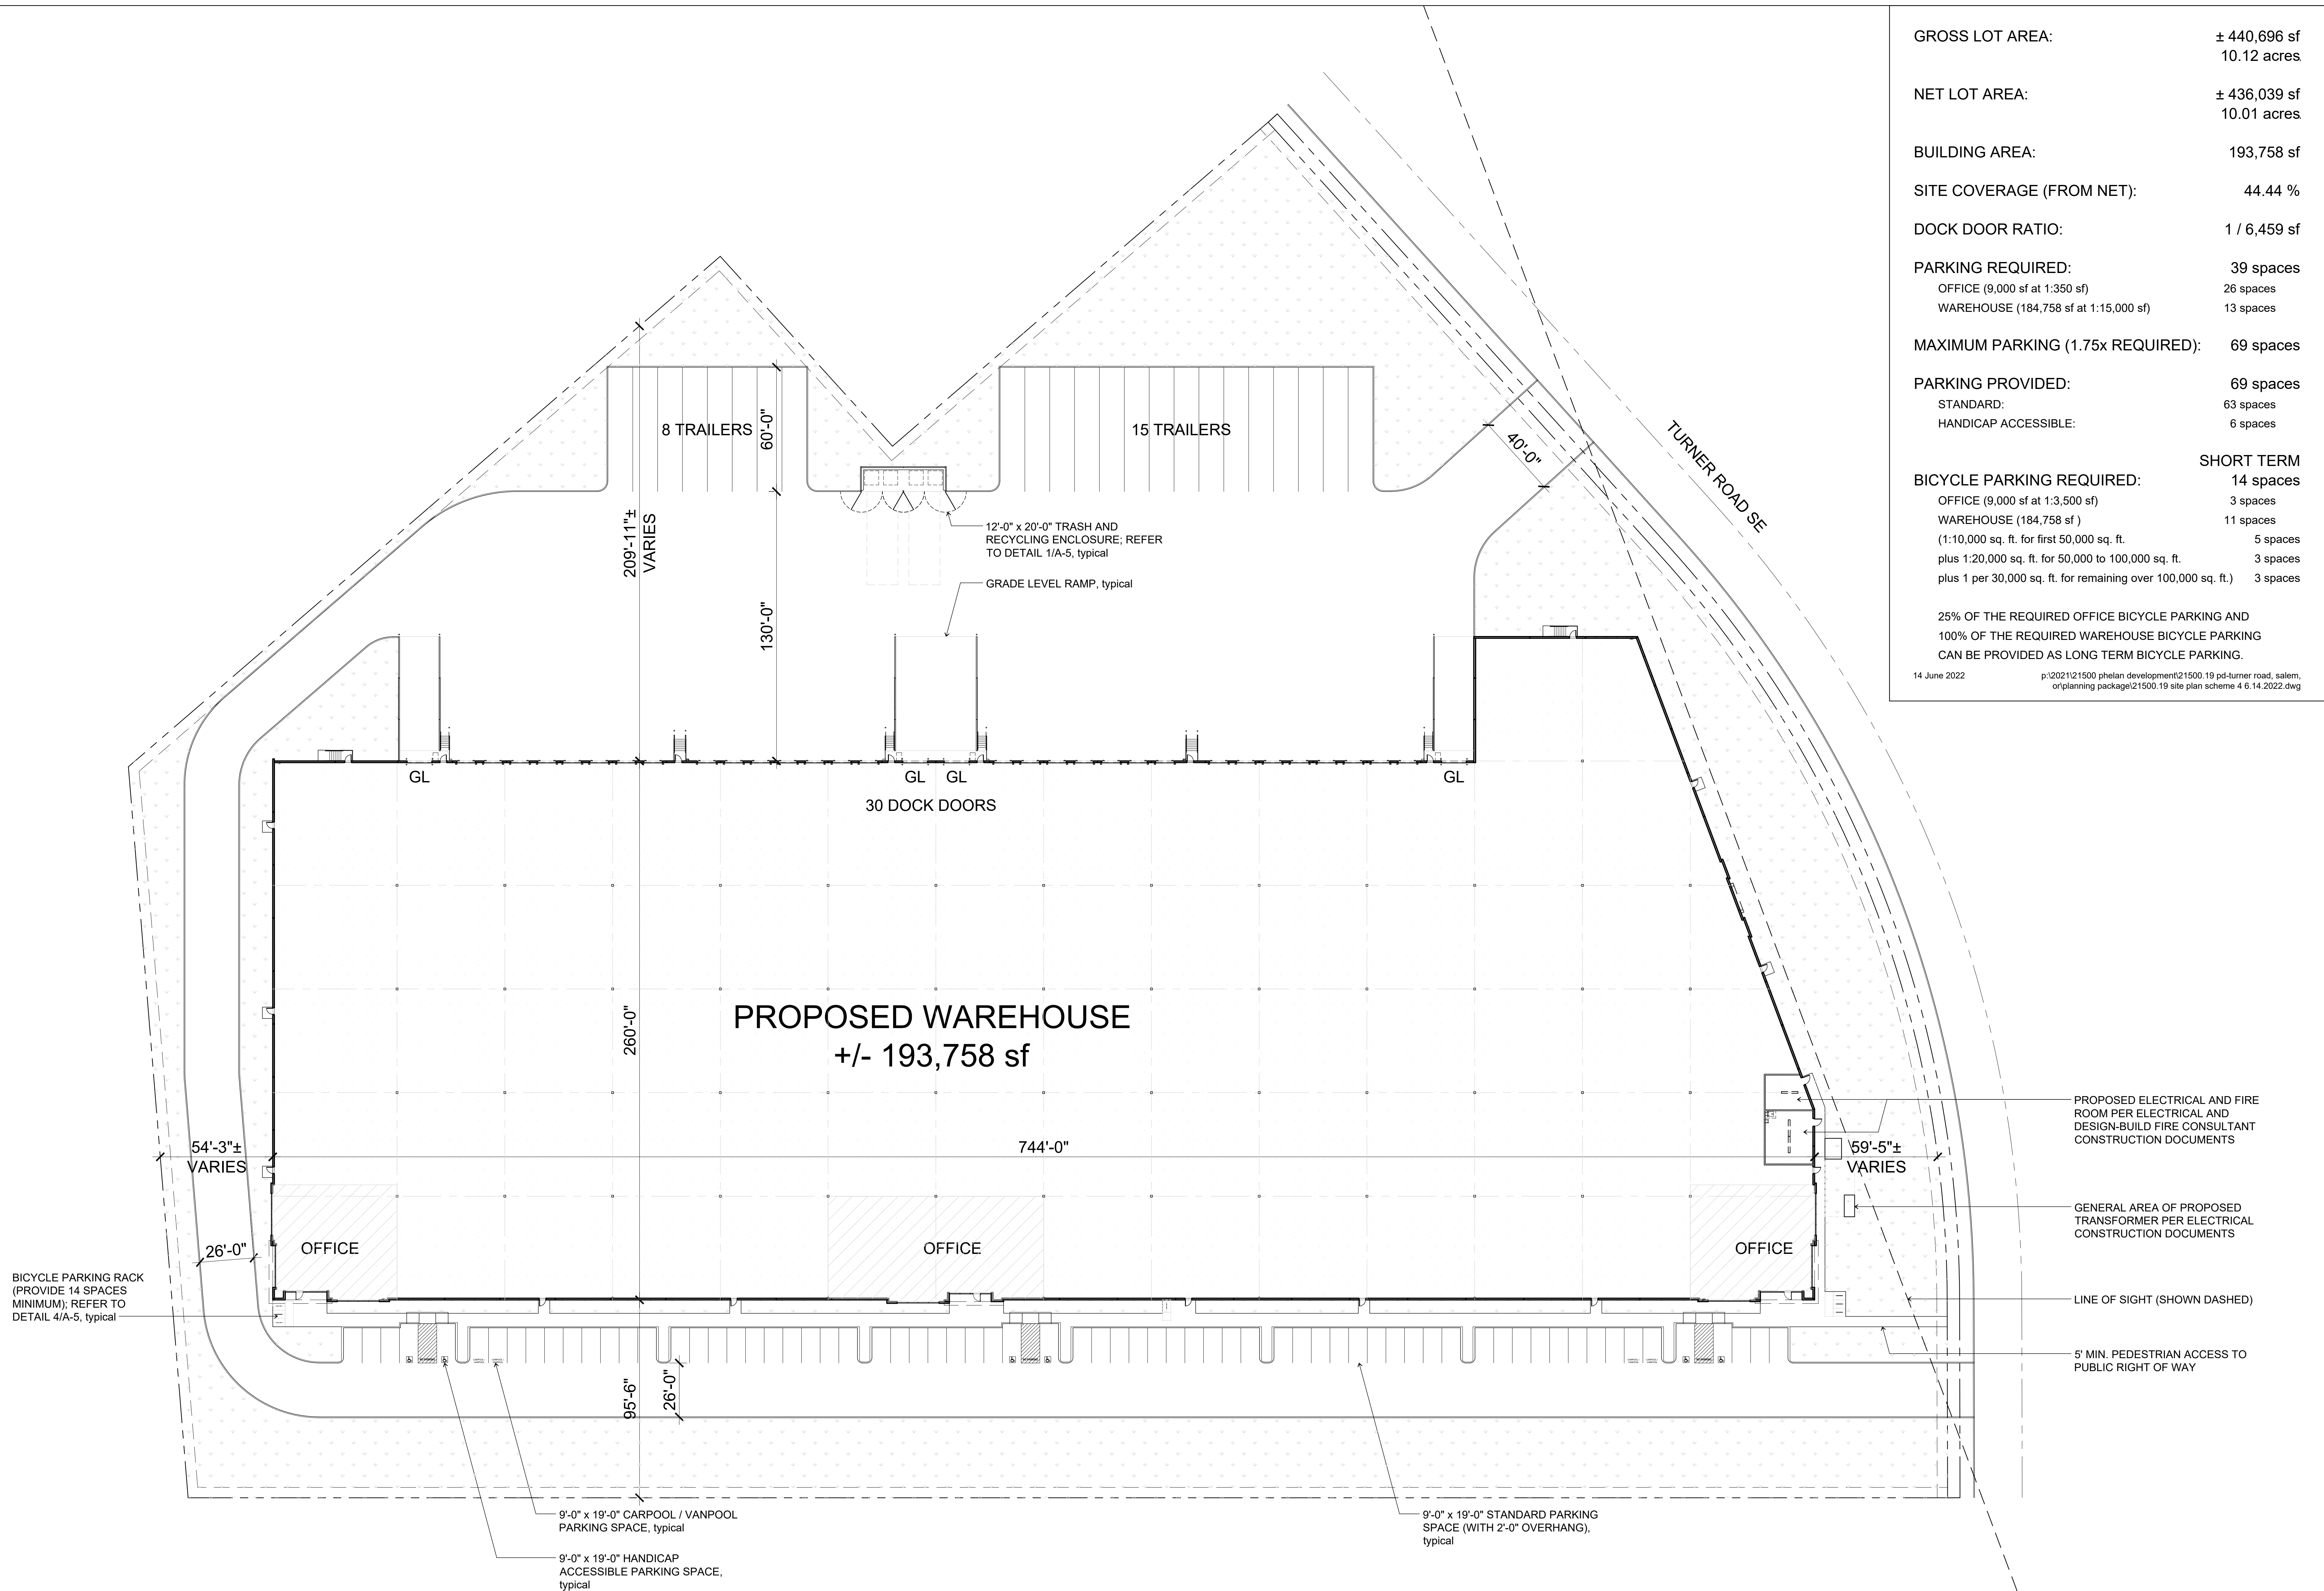 GROSS LOT AREA: ± 440,696 sf
10.12 acres
NET LOT AREA: ± 436,039 sf
10.01 acres
BUILDING AREA: 193,758 sf
SITE COVERAGE (FROM NET): 44.44 %
DOCK DOOR RATIO: 1 / 6,459 sf
PARKING REQUIRED: 39 spaces
OFFICE (9,000 sf at 1:350 sf) 26 spaces
WAREHOUSE (184,758 sf at 1:15,000 sf) 13 spaces
MAXIMUM PARKING (1.75x REQUIRED): 69 spaces
PARKING PROVIDED: 69 spaces
STANDARD: 63 spaces
HANDICAP ACCESSIBLE: 6 spaces
SHORT TERM
BICYCLE PARKING REQUIRED: 14 spaces
OFFICE (9,000 sf at 1:3,500 sf) 3 spaces
WAREHOUSE (184,758 sf ) 11 spaces
(1:10,000 sq. ft. for first 50,000 sq. ft. 5 spaces
plus 1:20,000 sq. ft. for 50,000 to 100,000 sq. ft. 3 spaces
plus 1 per 30,000 sq. ft. for remaining over 100,000 sq. ft.) 3 spaces
25% OF THE REQUIRED OFFICE BICYCLE PARKING AND
100% OF THE REQUIRED WAREHOUSE BICYCLE PARKING
CAN BE PROVIDED AS LONG TERM BICYCLE PARKING.
14 June 2022 p:\2021\21500 phelan development\21500.19 pd-turner road, salem,
or\planning package\21500.19 site plan scheme 4 6.14.2022.dwg
TURNER ROAD SE
8 TRAILERS
60'-0"
15 TRAILERS
40'-0"
209'-11"±
VARIES
12'-0" x 20'-0" TRASH AND
RECYCLING ENCLOSURE; REFER
TO DETAIL 1/A-5, typical
GRADE LEVEL RAMP, typical
130'-0"
GL
GL
GL
GL
30 DOCK DOORS
PROPOSED WAREHOUSE
+/- 193,758 sf
260'-0"
54'-3"±
VARIES
744'-0"
59'-5"±
VARIES
PROPOSED ELECTRICAL AND FIRE
ROOM PER ELECTRICAL AND
DESIGN-BUILD FIRE CONSULTANT
CONSTRUCTION DOCUMENTS
GENERAL AREA OF PROPOSED
TRANSFORMER PER ELECTRICAL
CONSTRUCTION DOCUMENTS
26'-0"
OFFICE
OFFICE
OFFICE
BICYCLE PARKING RACK
(PROVIDE 14 SPACES
MINIMUM); REFER TO
DETAIL 4/A-5, typical
LINE OF SIGHT (SHOWN DASHED)
5' MIN. PEDESTRIAN ACCESS TO
PUBLIC RIGHT OF WAY
95'-6"
26'-0"
9'-0" x 19'-0" CARPOOL / VANPOOL
PARKING SPACE, typical
9'-0" x 19'-0" STANDARD PARKING
SPACE (WITH 2'-0" OVERHANG),
typical
9'-0" x 19'-0" HANDICAP
ACCESSIBLE PARKING SPACE,
typical